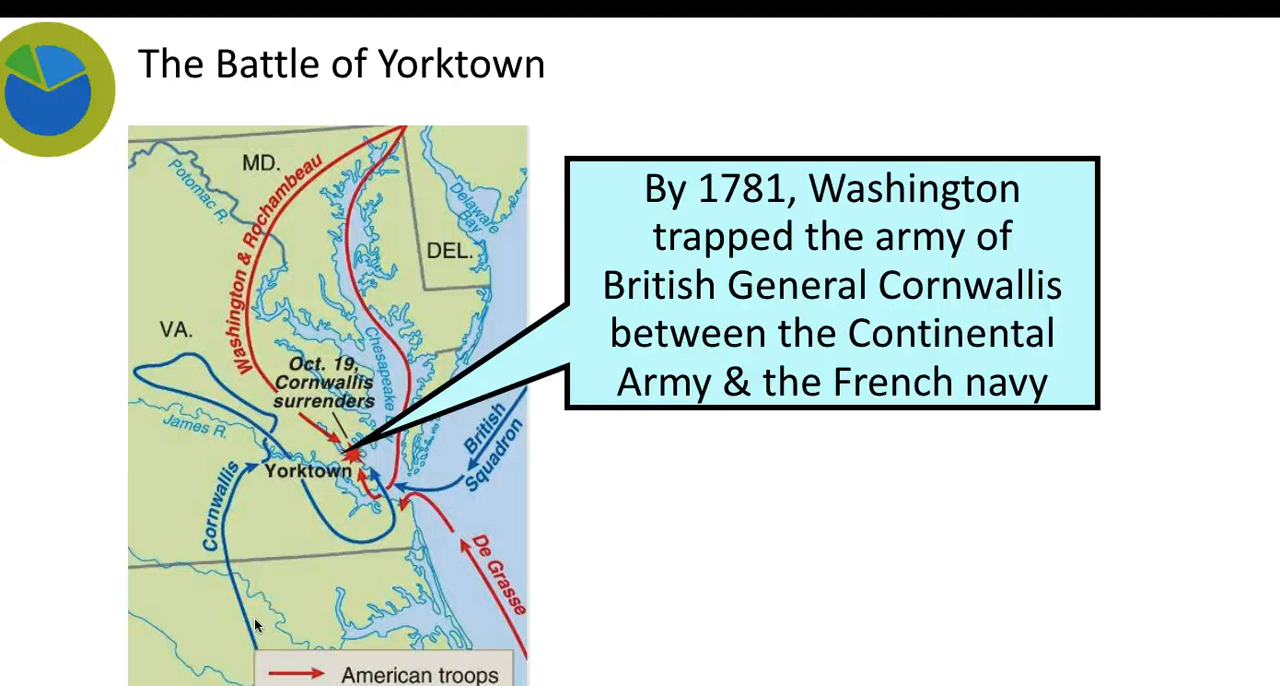 The Battle of Yorktown
MD.
Potomac R.
Washington & Rochambeau
Delaware
Bay
DEL.
VA.
Chesapeake
Oct. 19,
Cornwallis
surrenders
James R.
Yorktown
British
Squadron
Cornwallis
De Grasse
American troops
By 1781, Washington
trapped the army of
British General Cornwallis
between the Continental
Army & the French navy